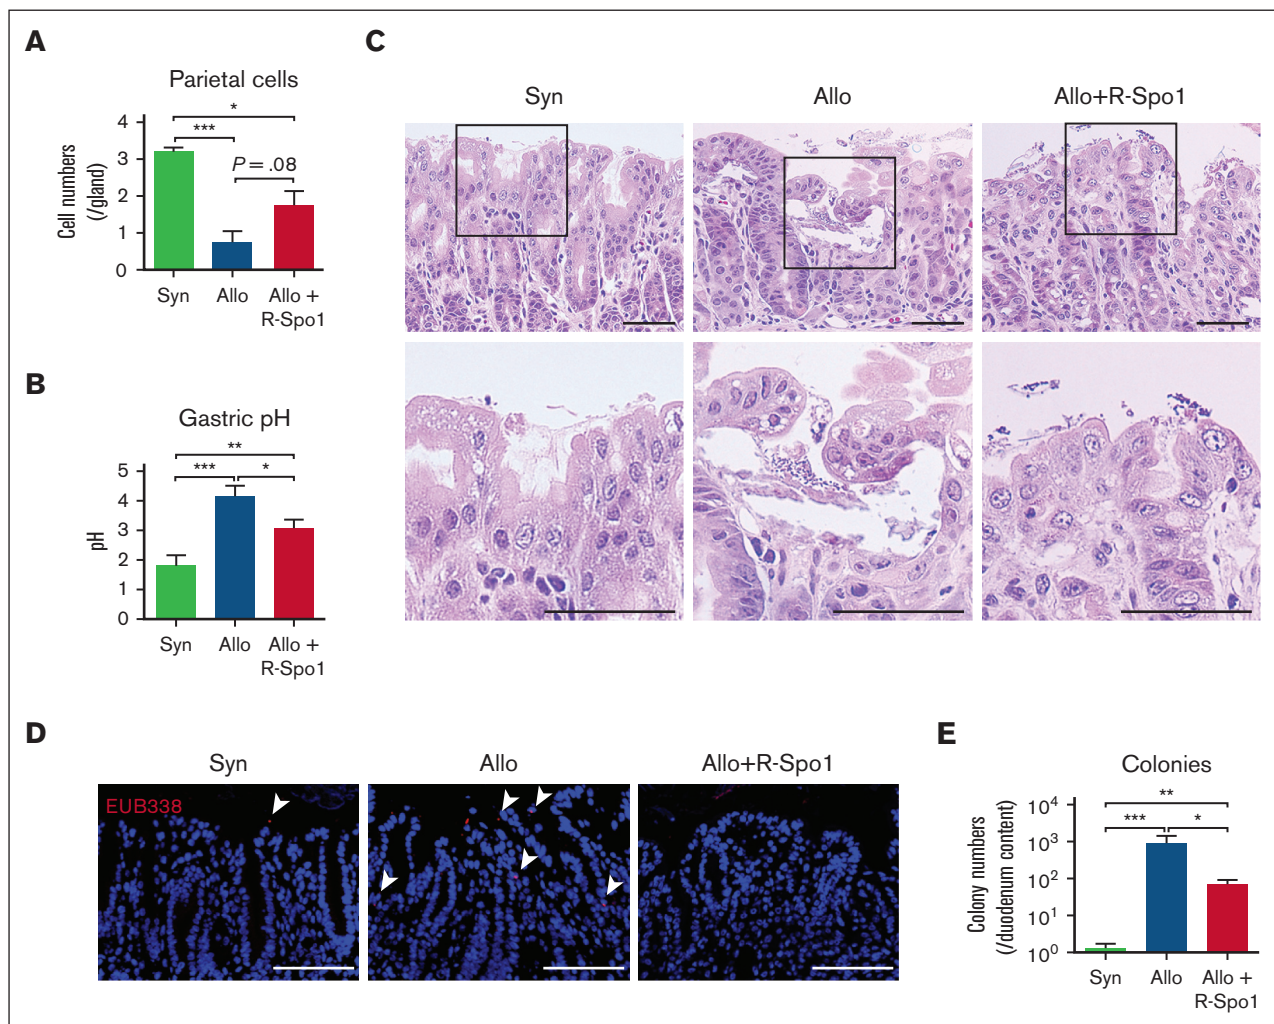 A
Parietal cells
*
***
P = .08
Cell numbers
(/gland)
4
3
2
1
0
Syn
Allo
Allo +
R-Spo1
B
Gastric pH
**
***
*
pH
5
4
3
2
1
0
Syn
Allo
Allo +
R-Spo1
C
Syn
Allo
Allo+R-Spo1
D
Syn
Allo
Allo+R-Spo1
EUB338
E
Colonies
**
***
*
Colony numbers
(/duodenum content)
10⁴
10³
10²
10¹
10⁰
Syn
Allo
Allo +
R-Spo1